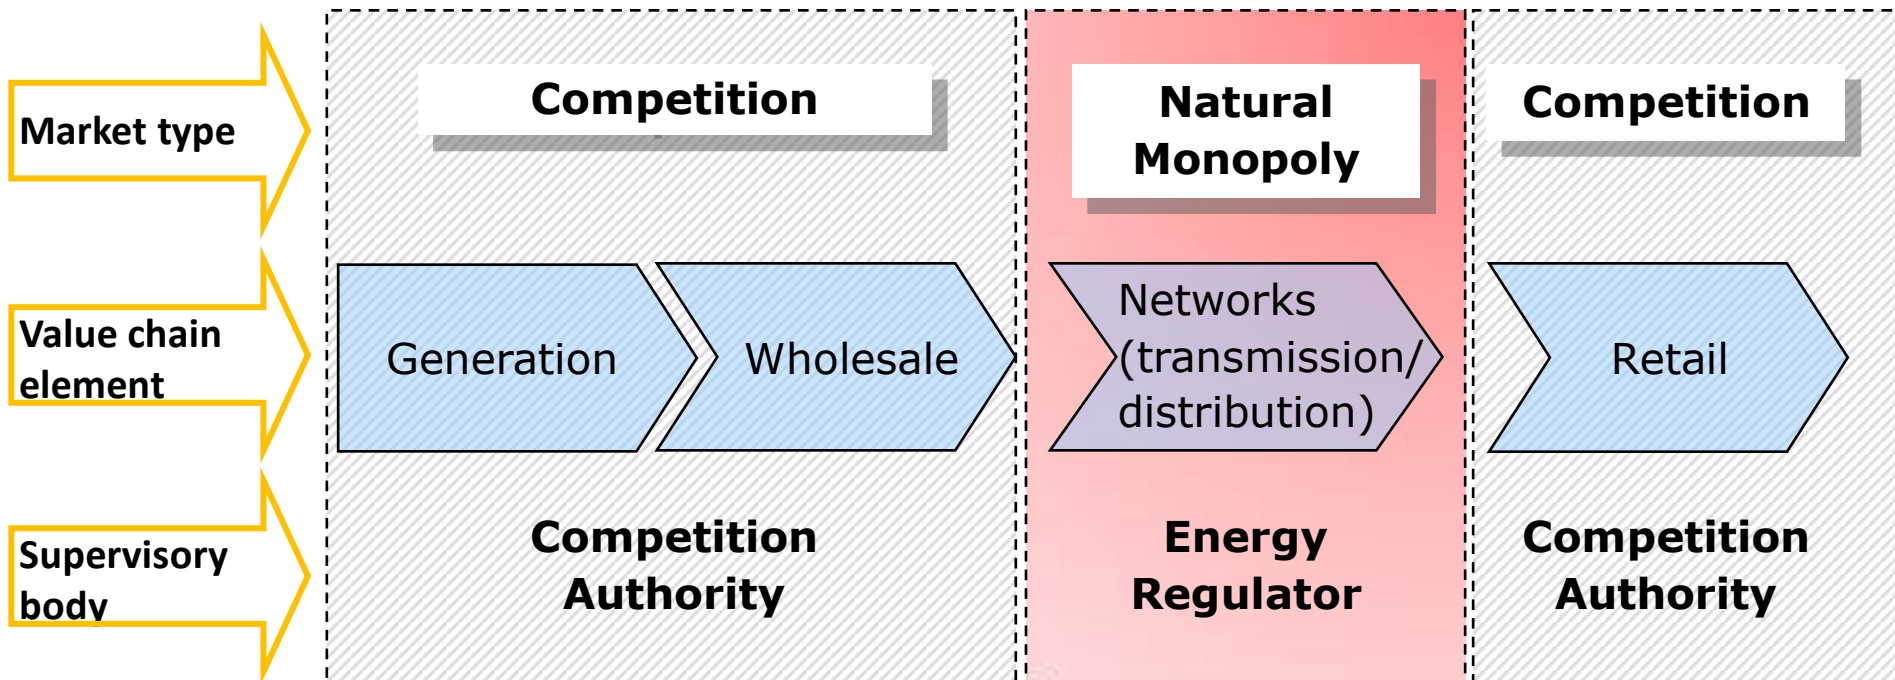 Market type
Competition
Natural
Monopoly
Competition
Value chain
element
Generation
Wholesale
Networks
(transmission/
distribution)
Retail
Supervisory
body
Competition
Authority
Energy
Regulator
Competition
Authority